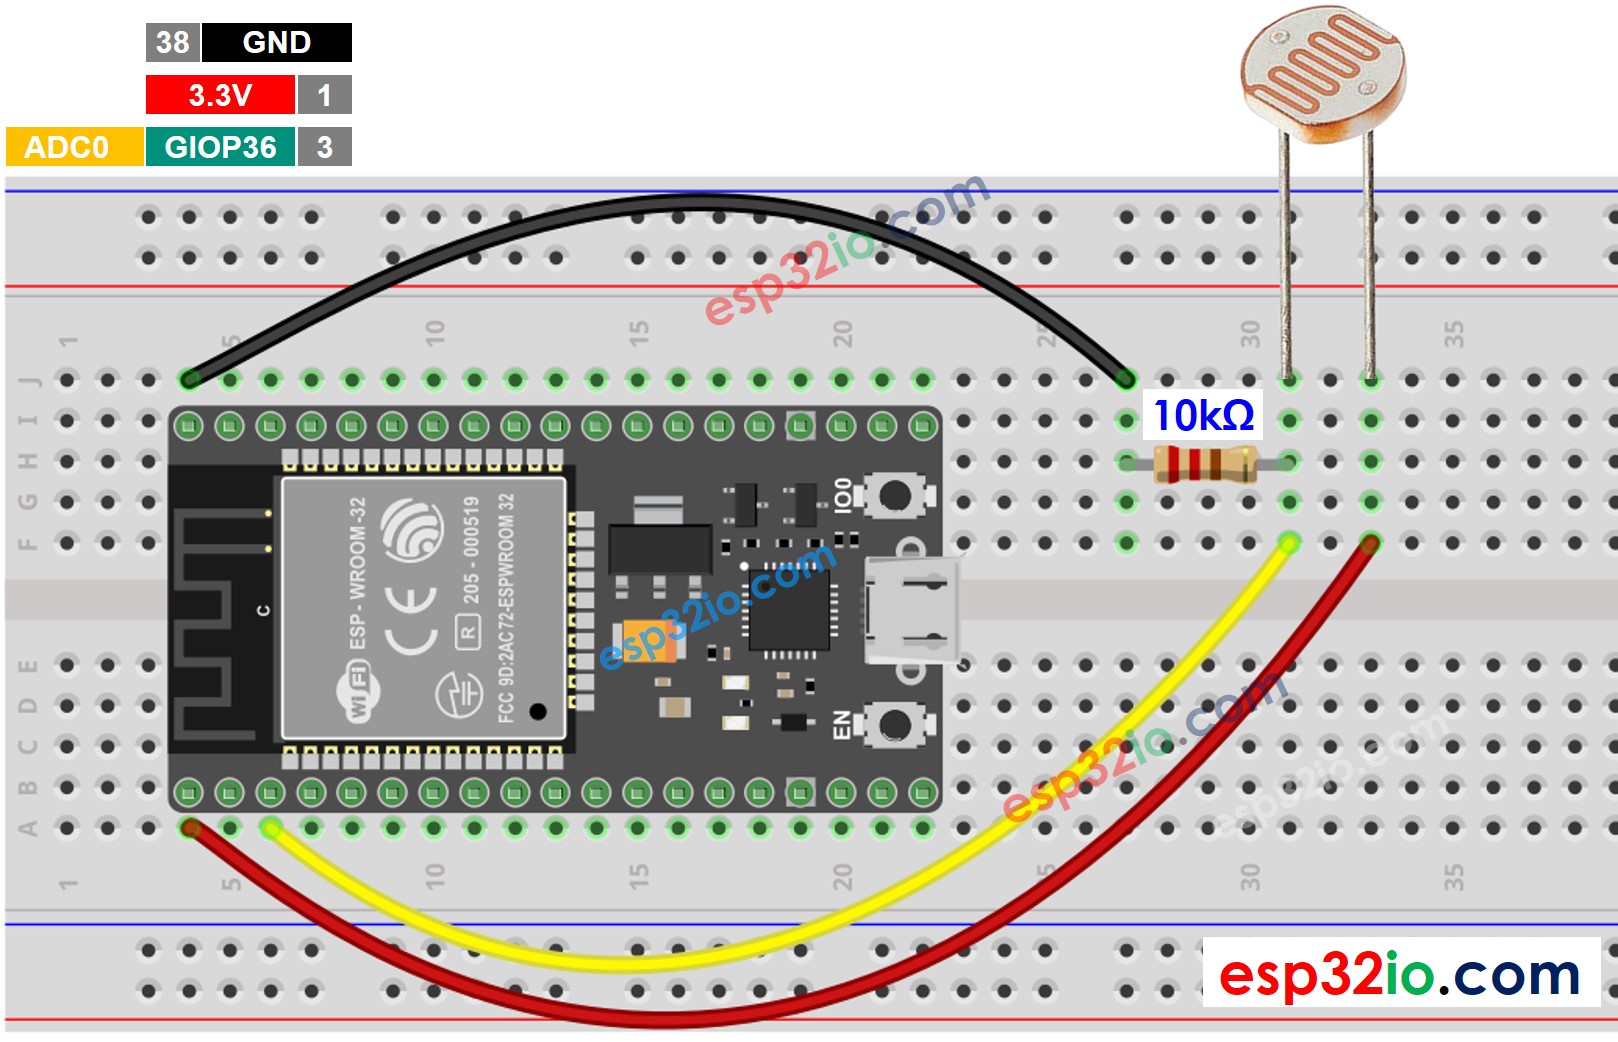 38 GND
3.3V 1
ADC0 GIOP36 3
esp32io.com
1 5 10 15 20 25 30 35
J
I
H
G
F
E
D
C
B
A
10kΩ
IO0
EN
C
WiFi ESP-WROOM-32
CE
R 205-000519
FCC 9D:2AC72-ESPWROOM 32
esp32io.com
esp32io.com
esp32io.com
1 5 10 15 20 25 30 35
esp32io.com